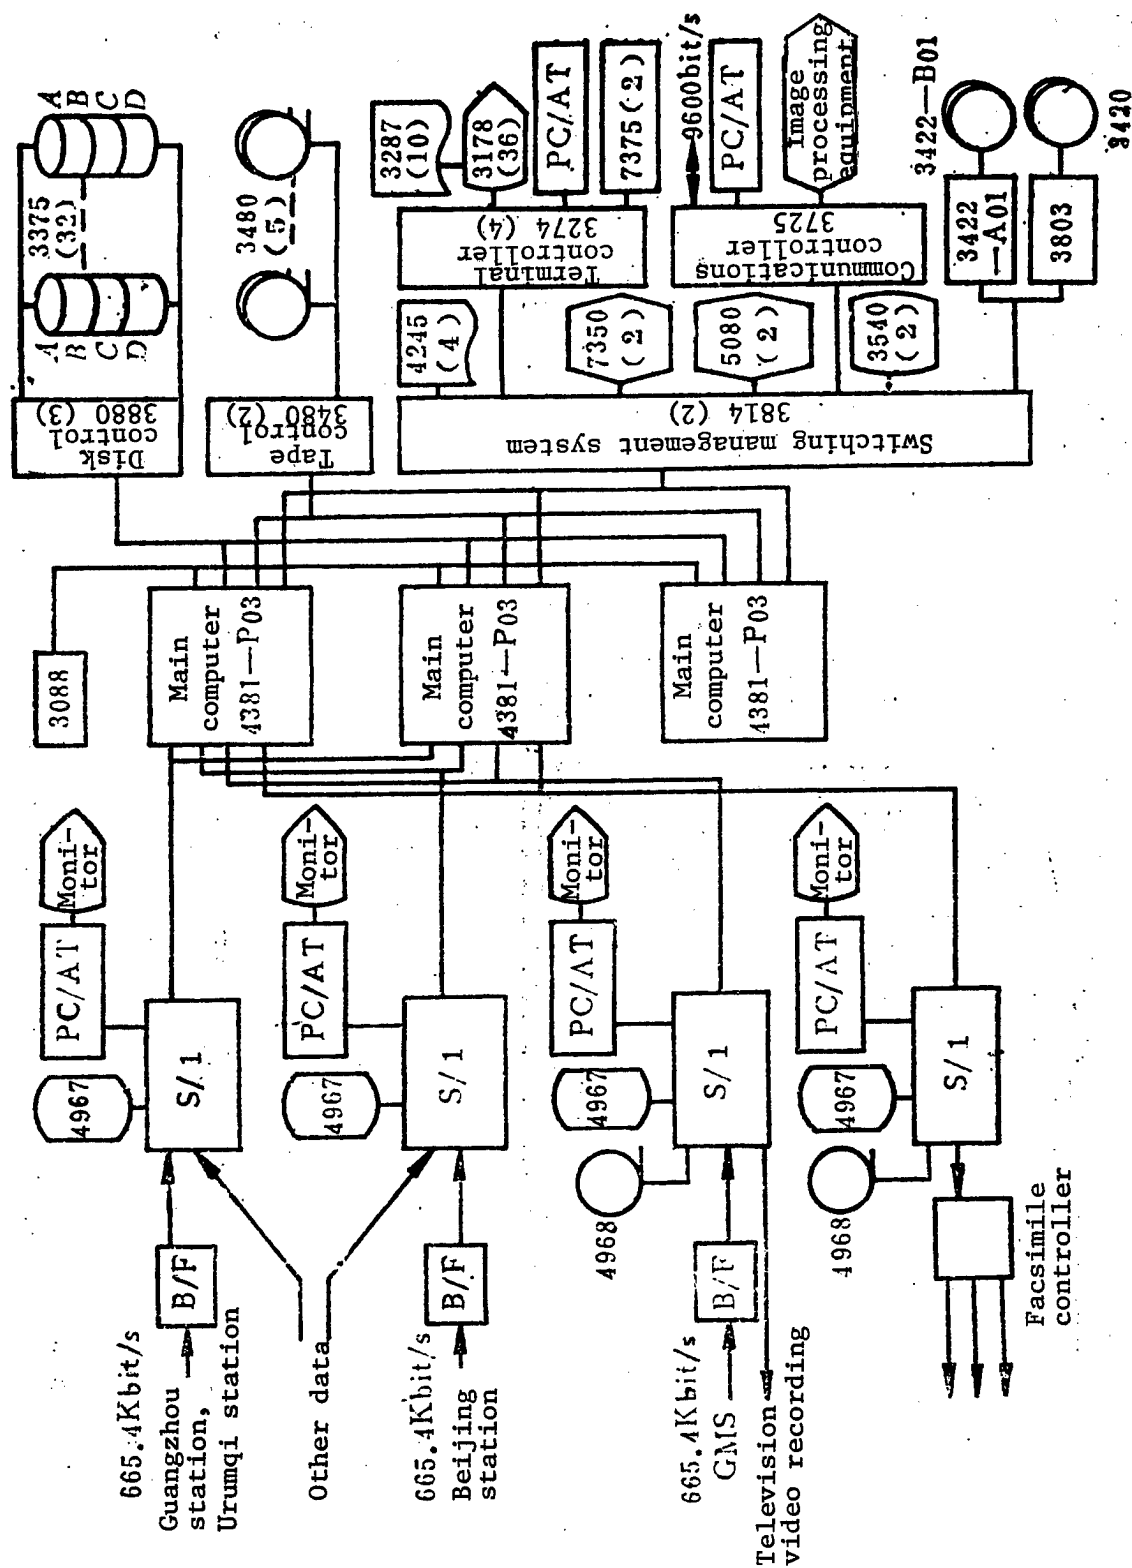 665.4Kbit/s
Guangzhou
station,
Urumqi station
B/F
4967
S/1
PC/AT
Moni-
tor
Other data
665.4Kbit/s
Beijing
station
B/F
4967
S/1
PC/AT
Moni-
tor
665.4Kbit/s
GMS
Television
video recording
B/F
4968
4967
S/1
PC/AT
Moni-
tor
4968
4967
S/1
PC/AT
Moni-
tor
Facsimile
controller
3088
Main
computer
4381—P03
Main
computer
4381—P03
Main
computer
4381—P03
Disk
control
3880 (3)
3375
(32)
A
B
C
D
A
B
C
D
Tape
control
3480 (2)
3480
(5)
Switching management system
3814 (2)
4245
(4)
7350
(2)
5080
(2)
3540
(2)
Terminal
controller
3274 (4)
3287
(10)
3178
(36)
PC/AT
7375(2)
Communications
controller
3725
9600bit/s
PC/AT
Image
processing
equipment
3422
—A01
3422—B01
3803
3420